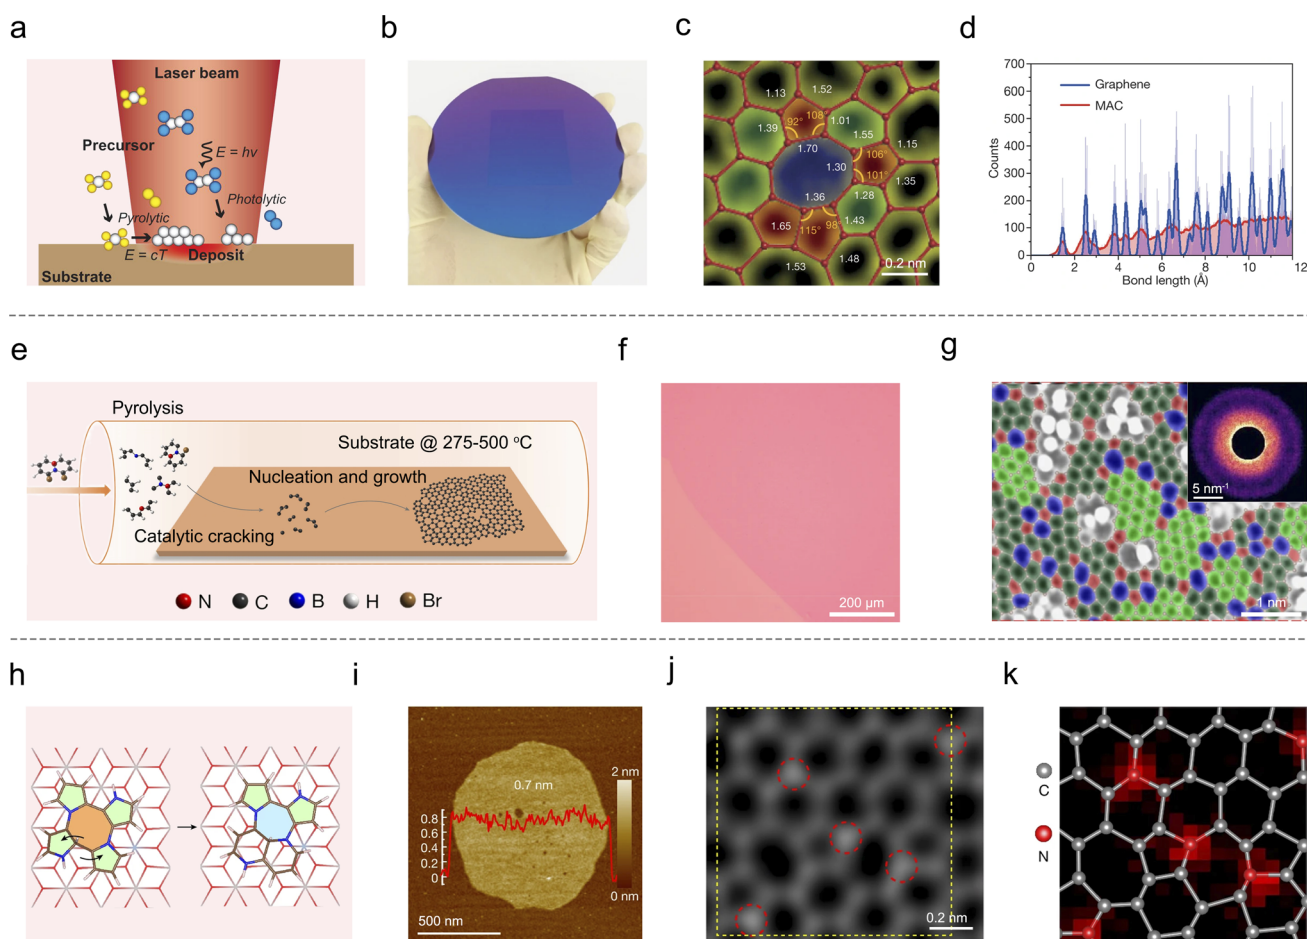 a
Laser beam
Precursor
E = hv
Pyrolytic
Photolytic
E = cT
Deposit
Substrate
b
c
1.13
1.52
92°
108°
1.01
1.39
1.55
1.15
1.70
106°
1.30
101°
1.35
1.36
1.28
1.65
1.43
115°
98°
1.53
1.48
0.2 nm
d
700
600
500
400
300
200
100
0
Counts
Graphene
MAC
0 2 4 6 8 10 12
Bond length (Å)
e
Pyrolysis
Substrate @ 275-500 °C
Nucleation and growth
Catalytic cracking
N C B H Br
f
200 µm
g
5 nm⁻¹
1 nm
h
i
2 nm
0.7 nm
0.8
0.6
0.4
0.2
0
0 nm
500 nm
j
0.2 nm
k
C
N